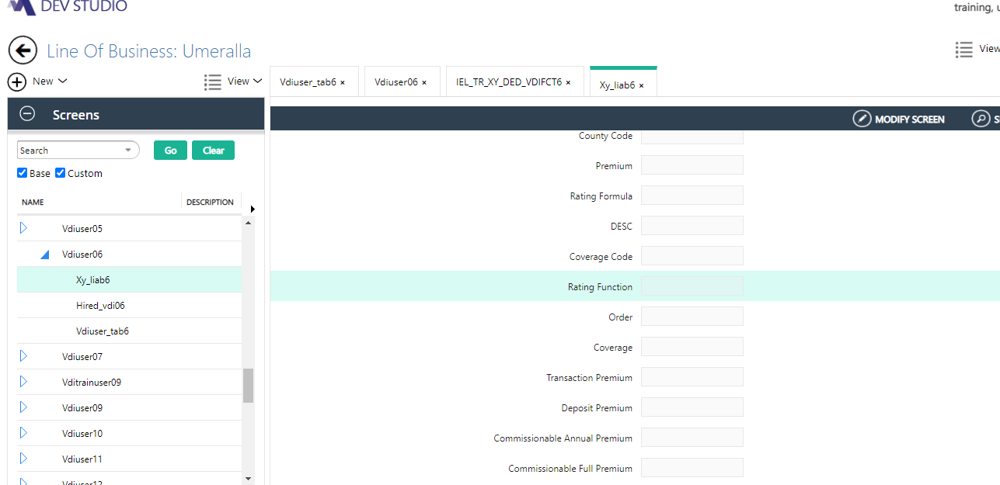 DEV STUDIO
training,
Line Of Business: Umeralla
View
New
View
Vdiuser_tab6 ×
Vdiuser06 ×
IEL_TR_XY_DED_VDIFCT6 ×
Xy_liab6 ×
Screens
MODIFY SCREEN
Search
Go
Clear
Base
Custom
NAME
DESCRIPTION
Vdiuser05
Vdiuser06
Xy_liab6
Hired_vdi06
Vdiuser_tab6
Vdiuser07
Vditrainuser09
Vdiuser09
Vdiuser10
Vdiuser11
Vdiuser12
County Code
Premium
Rating Formula
DESC
Coverage Code
Rating Function
Order
Coverage
Transaction Premium
Deposit Premium
Commissionable Annual Premium
Commissionable Full Premium